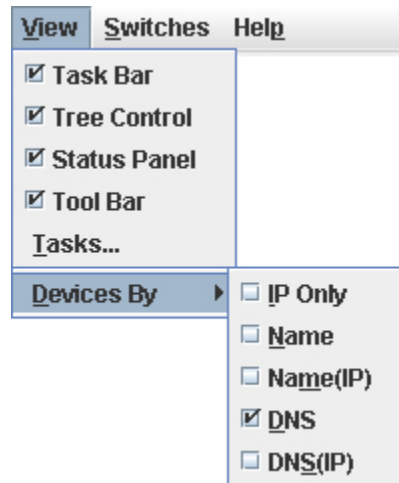 View Switches Help
Task Bar
Tree Control
Status Panel
Tool Bar
Tasks...
Devices By
IP Only
Name
Name(IP)
DNS
DNS(IP)